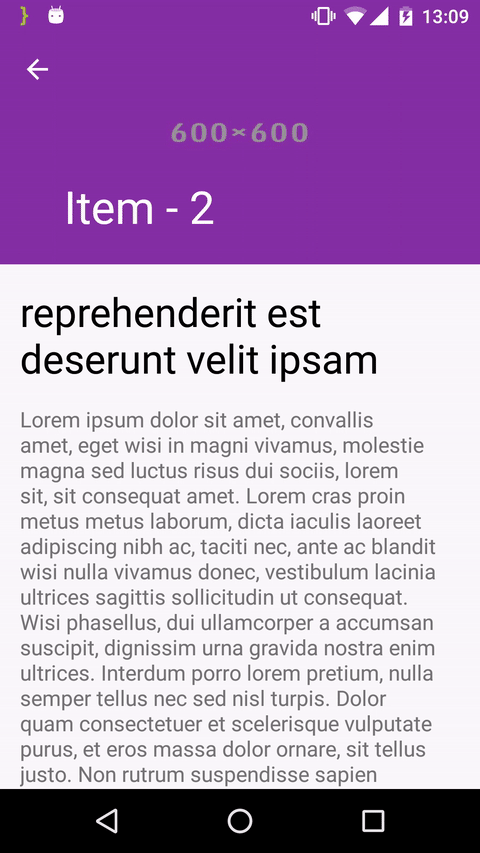 13:09
600×600
Item - 2
reprehenderit est
deserunt velit ipsam
Lorem ipsum dolor sit amet, convallis
amet, eget wisi in magni vivamus, molestie
magna sed luctus risus dui sociis, lorem
sit, sit consequat amet. Lorem cras proin
metus metus laborum, dicta iaculis laoreet
adipiscing nibh ac, taciti nec, ante ac blandit
wisi nulla vivamus donec, vestibulum lacinia
ultrices sagittis sollicitudin ut consequat.
Wisi phasellus, dui ullamcorper a accumsan
suscipit, dignissim urna gravida nostra enim
ultrices. Interdum porro lorem pretium, nulla
semper tellus nec sed nisl turpis. Dolor
quam consectetuer et scelerisque vulputate
purus, et eros massa dolor ornare, sit tellus
justo. Non rutrum suspendisse sapien